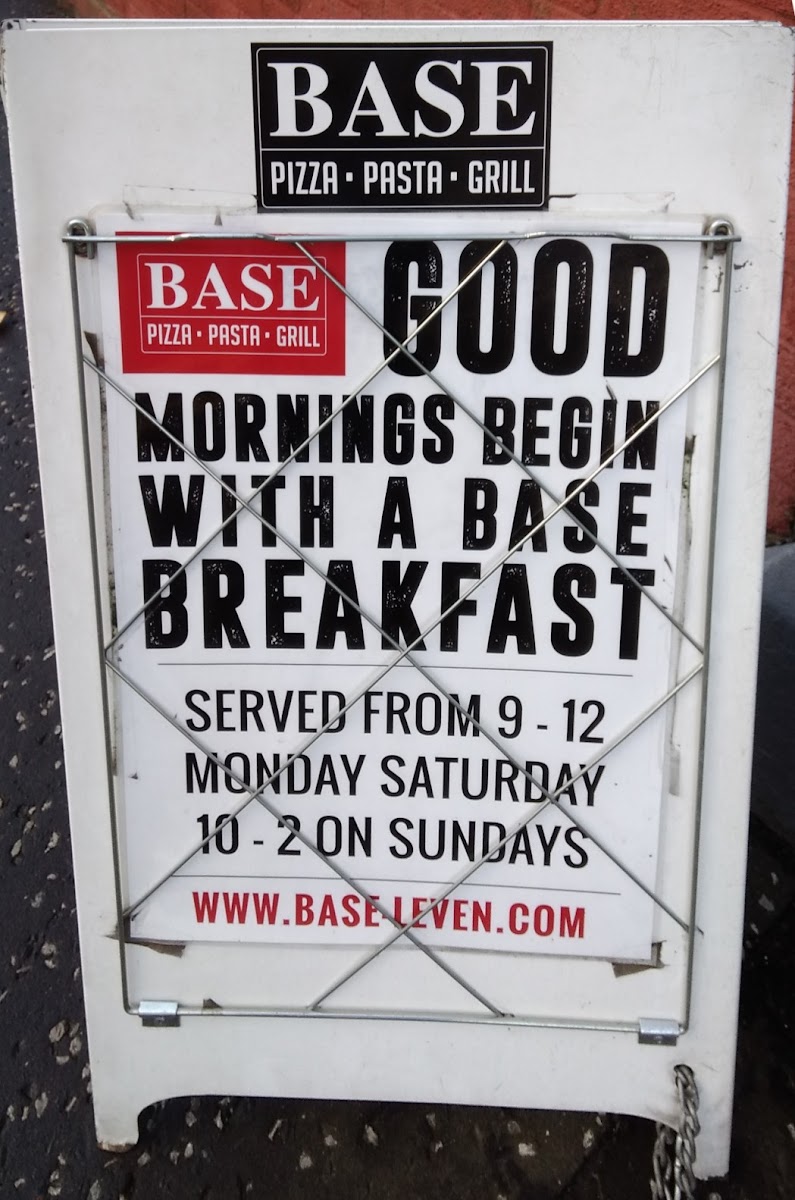 BASE
PIZZA · PASTA · GRILL
BASE
PIZZA · PASTA · GRILL
GOOD
MORNINGS BEGIN
WITH A BASE
BREAKFAST
SERVED FROM 9 - 12
MONDAY SATURDAY
10 - 2 ON SUNDAYS
WWW.BASE-LEVEN.COM